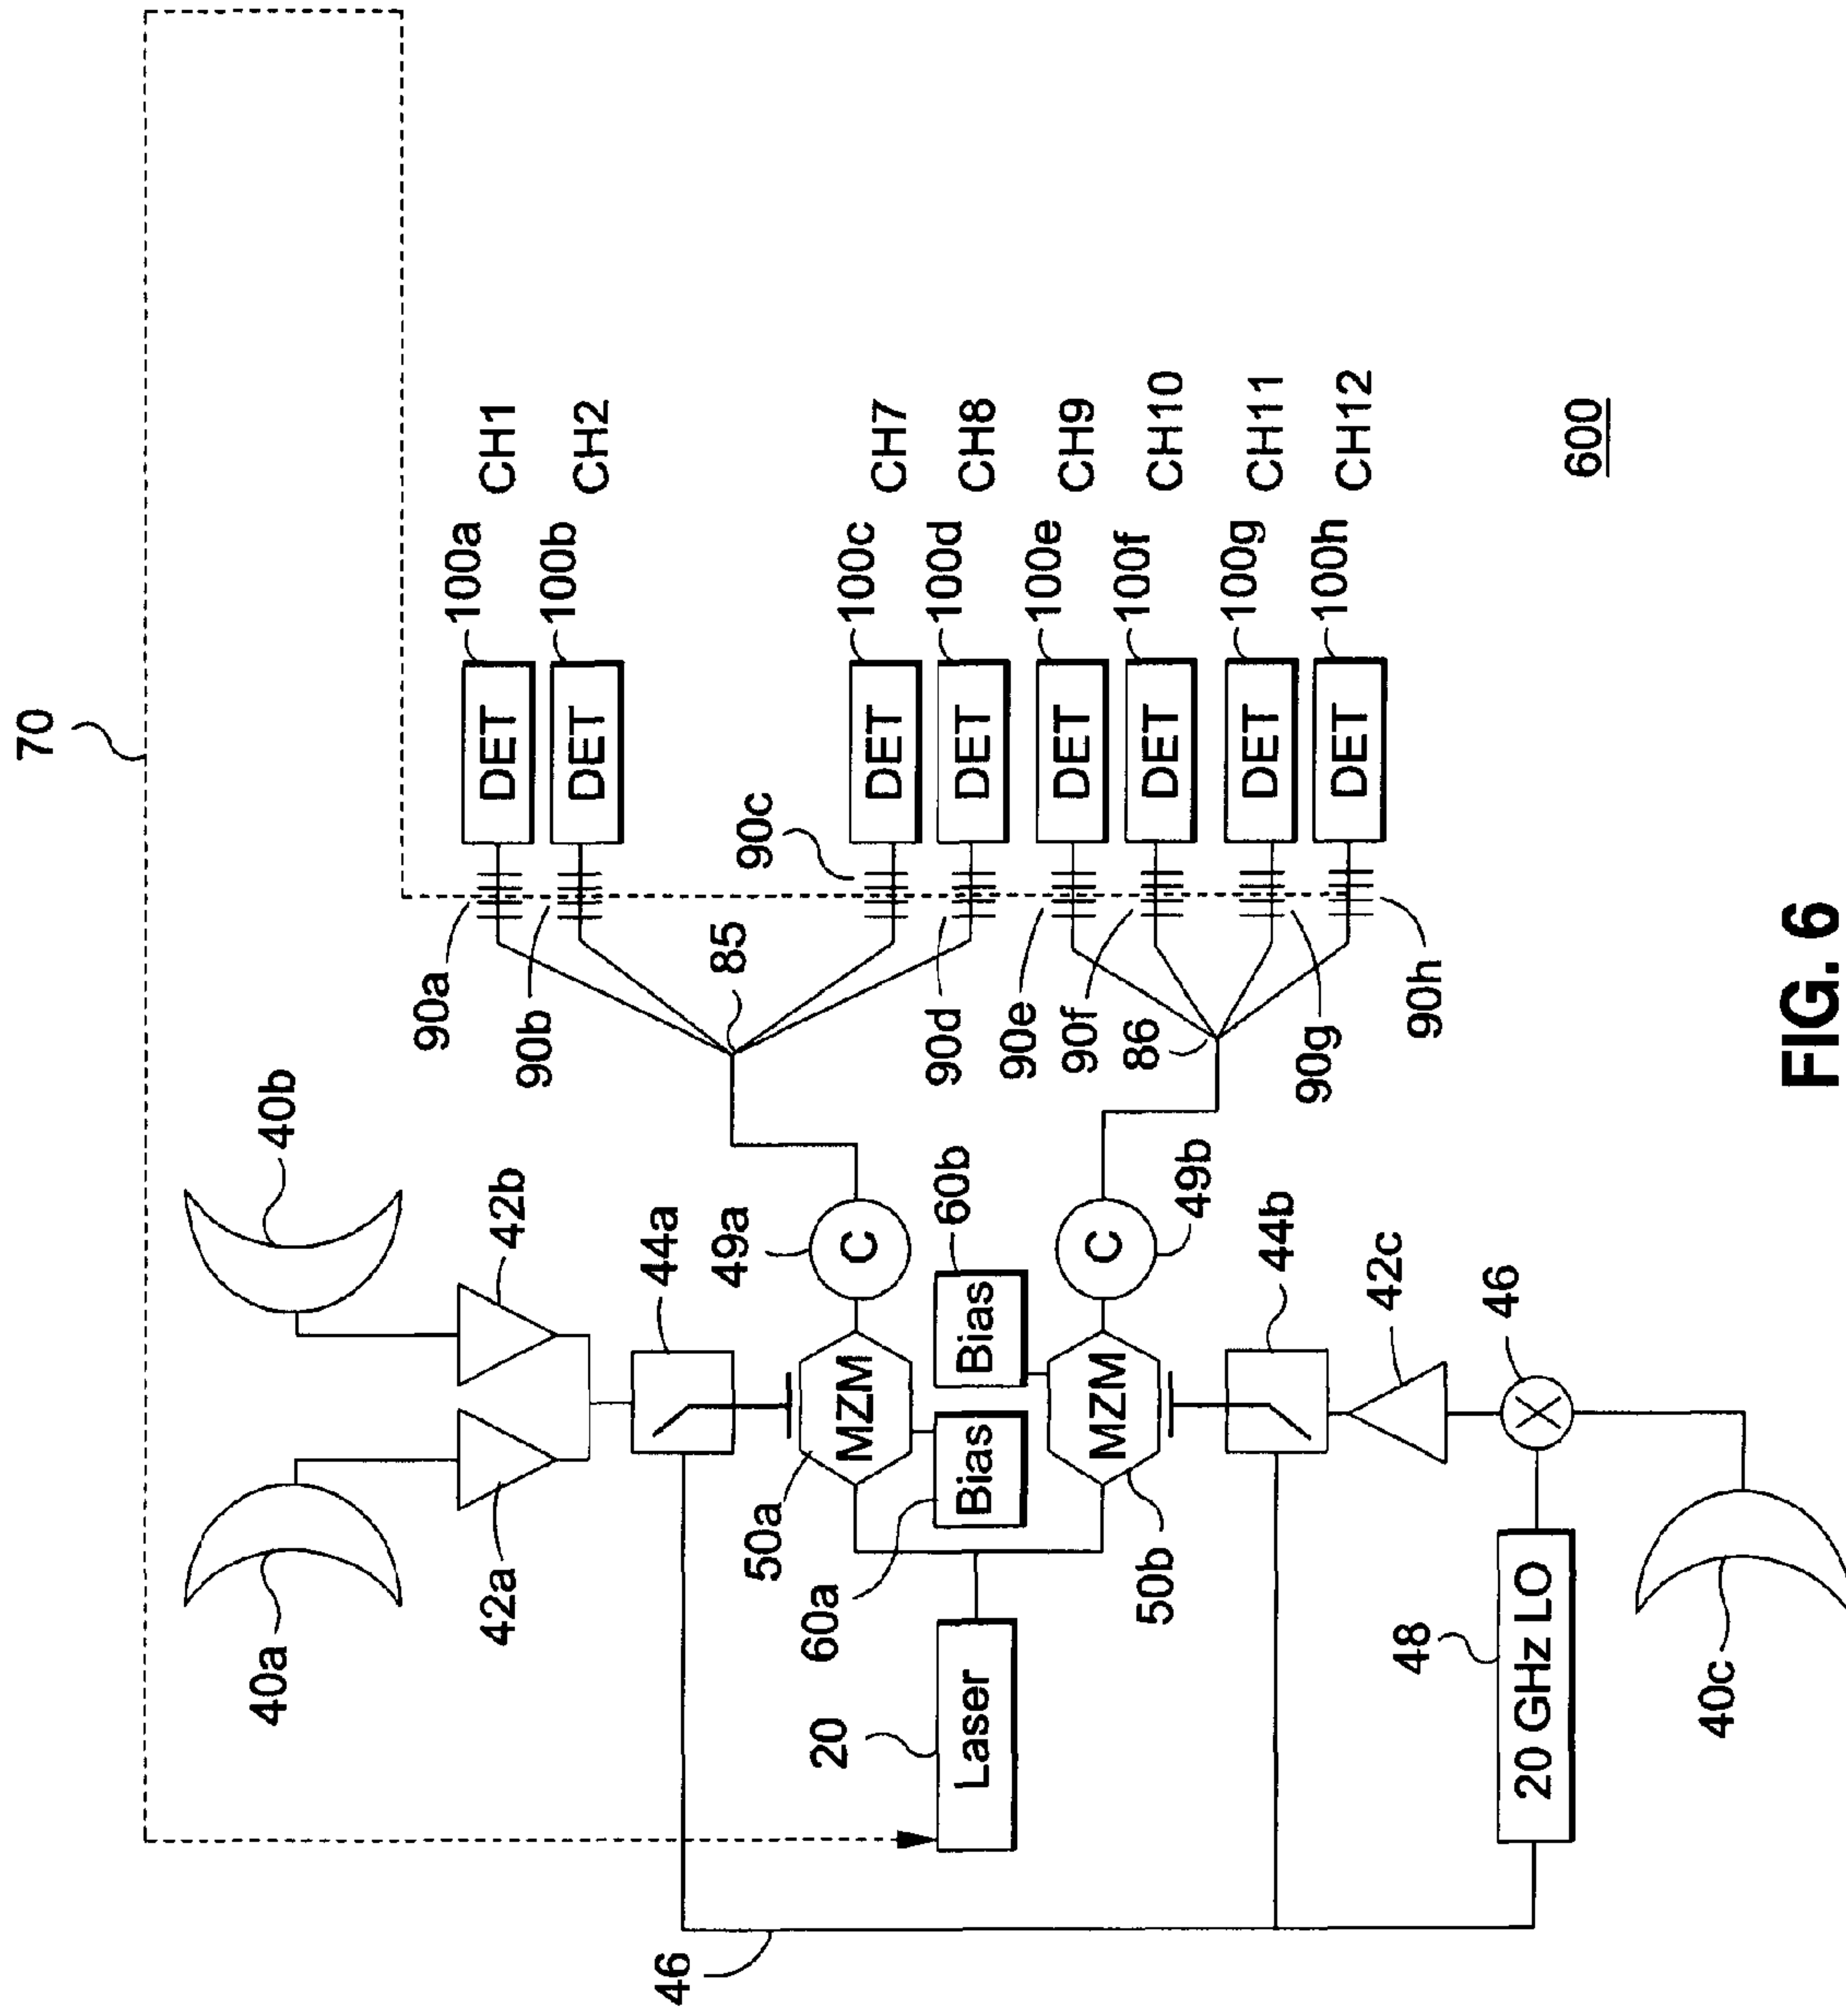 70
40a
40b
42a
42b
46
44a
49a
50a
MZM
C
60a
Bias
60b
Bias
20
Laser
50b
MZM
C
49b
44b
42c
46
48
20 GHz LO
40c
85
86
90a
90b
90c
90d
90e
90f
90g
90h
DET 100a CH1
DET 100b CH2
DET 100c CH7
DET 100d CH8
DET 100e CH9
DET 100f CH10
DET 100g CH11
DET 100h CH12
600
FIG. 6